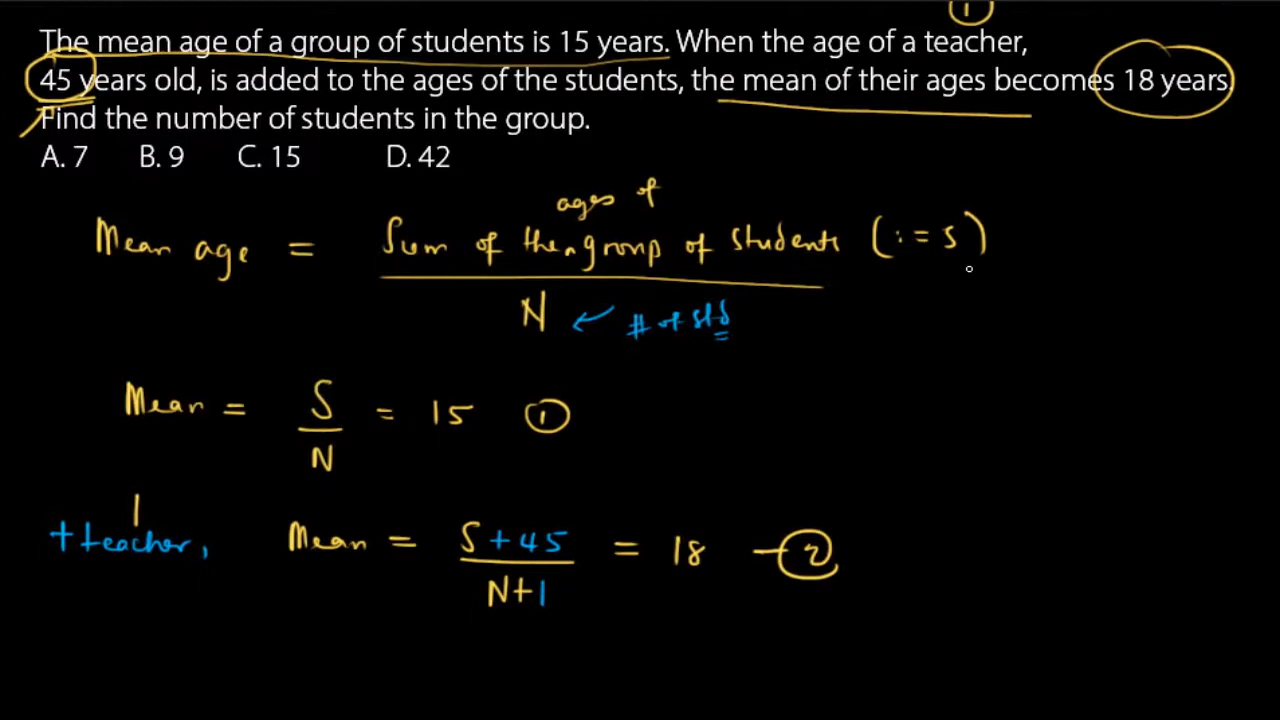 1
The mean age of a group of students is 15 years. When the age of a teacher,
45 years old, is added to the ages of the students, the mean of their ages becomes 18 years.
Find the number of students in the group.
A. 7 B. 9 C. 15 D. 42
ages of
Mean age = Sum of the group of students (:= S)
N ← # of stds
Mean = S/N = 15 ①
+ 1 teacher, Mean = S + 45 / N + 1 = 18 — ②